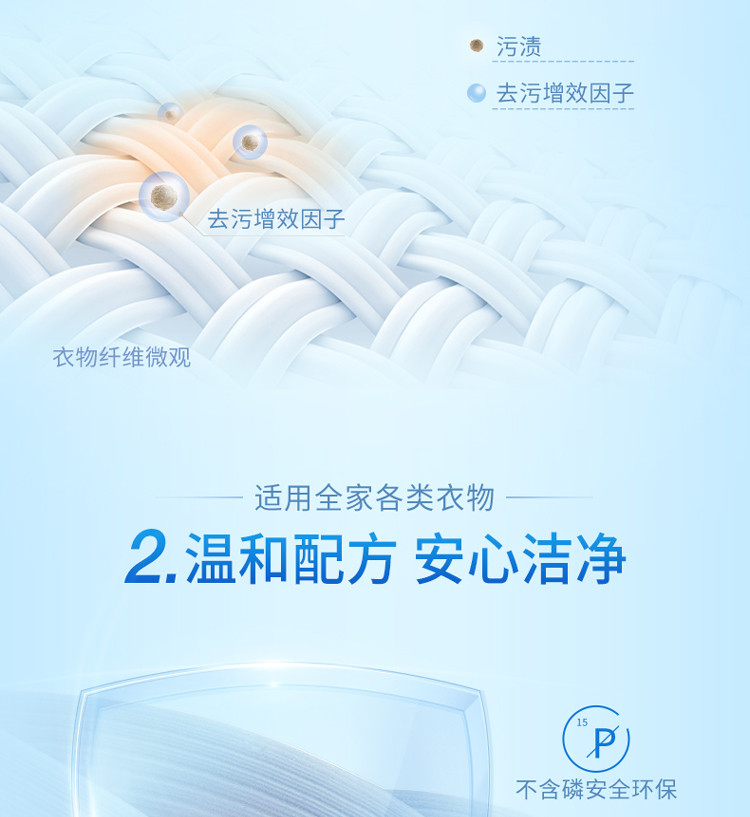 污渍
去污增效因子
去污增效因子
衣物纤维微观
适用全家各类衣物
2.温和配方 安心洁净
15
P
不含磷安全环保